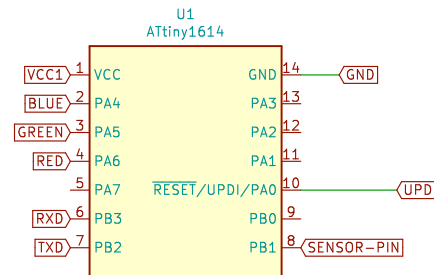 U1
ATtiny1614
VCC1 1 VCC GND 14 GND
BLUE 2 PA4 PA3 13
GREEN 3 PA5 PA2 12
RED 4 PA6 PA1 11
5 PA7 RESET/UPDI/PA0 10 UPD
RXD 6 PB3 PB0 9
TXD 7 PB2 PB1 8 SENSOR-PIN